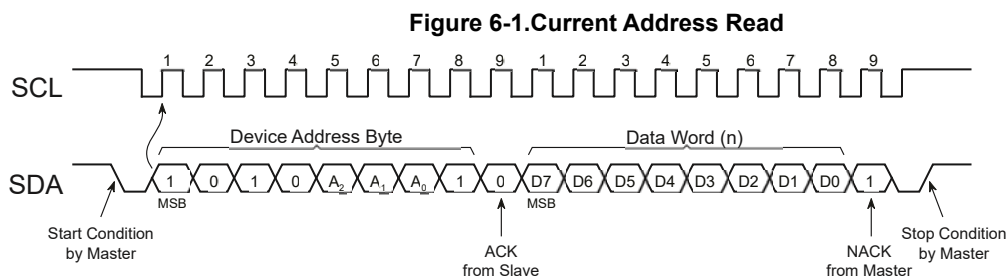 Figure 6-1.Current Address Read
1 2 3 4 5 6 7 8 9 1 2 3 4 5 6 7 8 9
SCL
Device Address Byte
Data Word (n)
SDA
1 0 1 0 A2 A1 A0 1 0 D7 D6 D5 D4 D3 D2 D1 D0 1
MSB
MSB
Start Condition
by Master
ACK
from Slave
NACK
from Master
Stop Condition
by Master